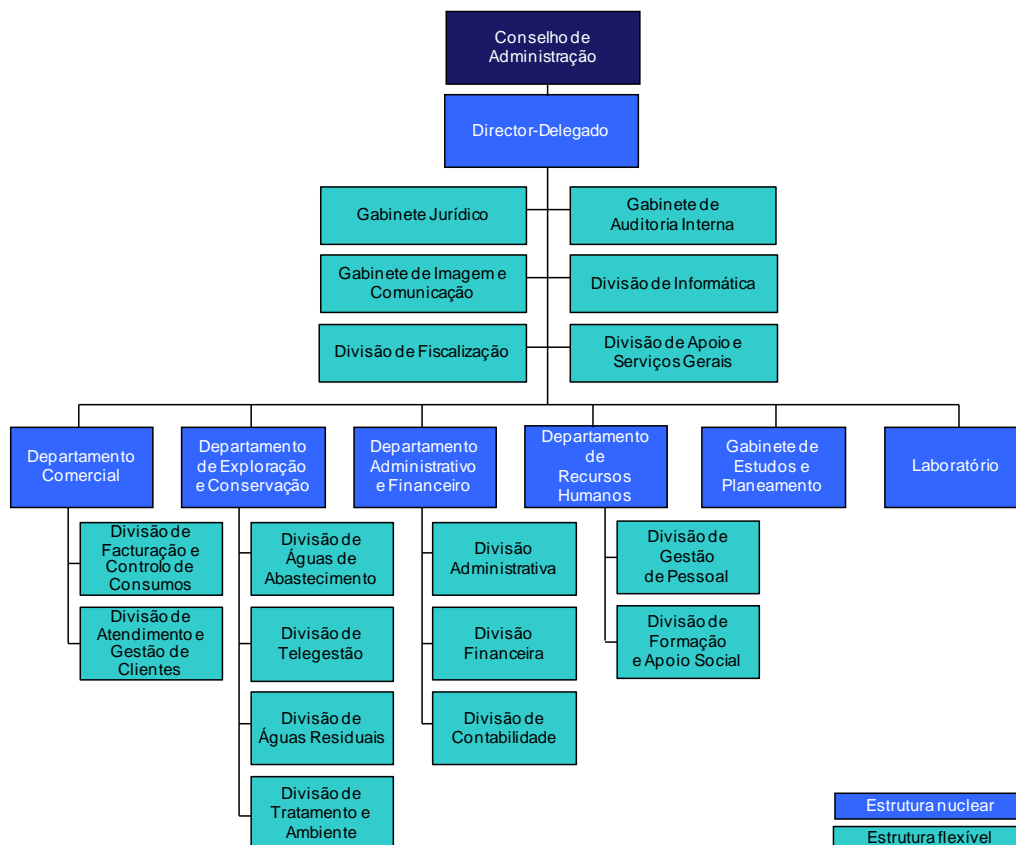 Conselho de
Administração
Director-Delegado
Gabinete Jurídico
Gabinete de
Auditoria Interna
Gabinete de Imagem e
Comunicação
Divisão de Informática
Divisão de Fiscalização
Divisão de Apoio e
Serviços Gerais
Departamento
Comercial
Departamento
de Exploração
e Conservação
Departamento
Administrativo
e Financeiro
Departamento
de
Recursos
Humanos
Gabinete de
Estudos e
Planeamento
Laboratório
Divisão de
Facturação e
Controlo de
Consumos
Divisão de
Atendimento e
Gestão de
Clientes
Divisão de
Águas de
Abastecimento
Divisão de
Telegestão
Divisão de
Águas Residuais
Divisão de
Tratamento e
Ambiente
Divisão
Administrativa
Divisão
Financeira
Divisão de
Contabilidade
Divisão de
Gestão
de Pessoal
Divisão de
Formação
e Apoio Social
Estrutura nuclear
Estrutura flexível